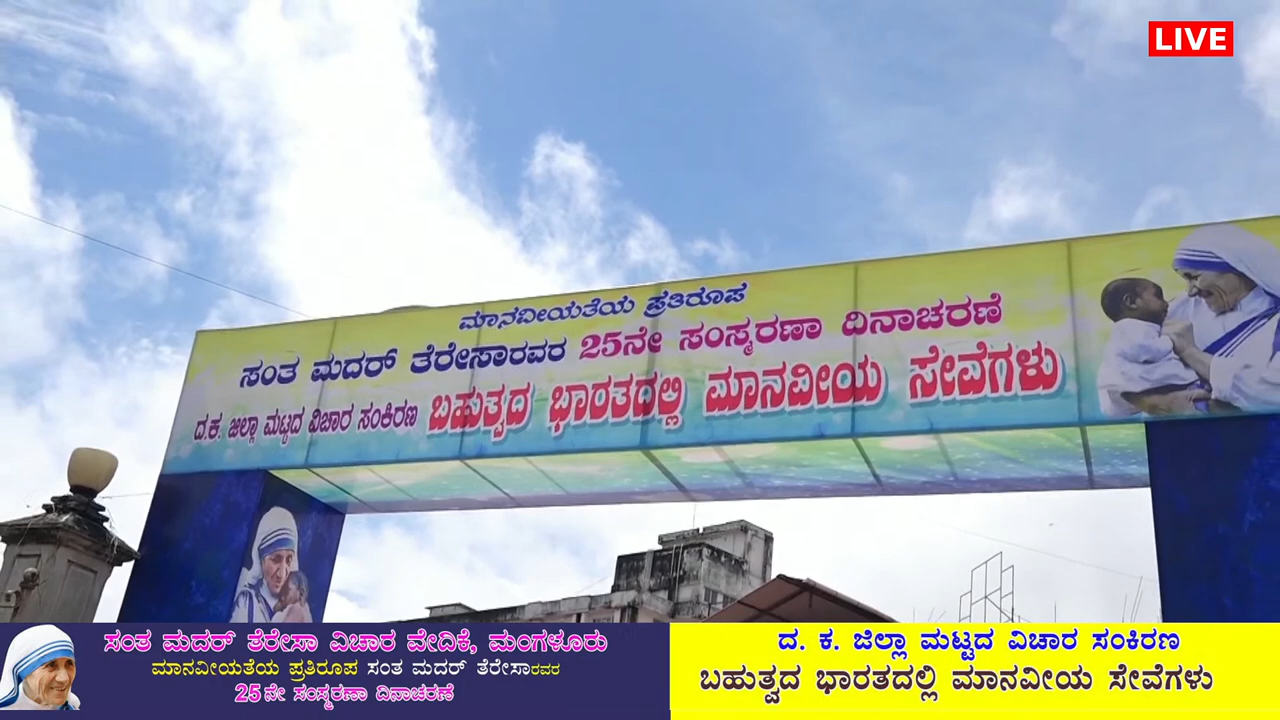 LIVE
ಮಾನವೀಯತೆಯ ಪ್ರತಿರೂಪ
ಸಂತ ಮದರ್ ತೆರೇಸಾರವರ 25ನೇ ಸಂಸ್ಮರಣಾ ದಿನಾಚರಣೆ
ದ.ಕ. ಜಿಲ್ಲಾ ಮಟ್ಟದ ವಿಚಾರ ಸಂಕಿರಣ ಬಹುತ್ವದ ಭಾರತದಲ್ಲಿ ಮಾನವೀಯ ಸೇವೆಗಳು
ಸಂತ ಮದರ್ ತೆರೇಸಾ ವಿಚಾರ ವೇದಿಕೆ, ಮಂಗಳೂರು
ಮಾನವೀಯತೆಯ ಪ್ರತಿರೂಪ ಸಂತ ಮದರ್ ತೆರೇಸಾರವರ
25 ನೇ ಸಂಸ್ಮರಣಾ ದಿನಾಚರಣೆ
ದ. ಕ. ಜಿಲ್ಲಾ ಮಟ್ಟದ ವಿಚಾರ ಸಂಕಿರಣ
ಬಹುತ್ವದ ಭಾರತದಲ್ಲಿ ಮಾನವೀಯ ಸೇವೆಗಳು